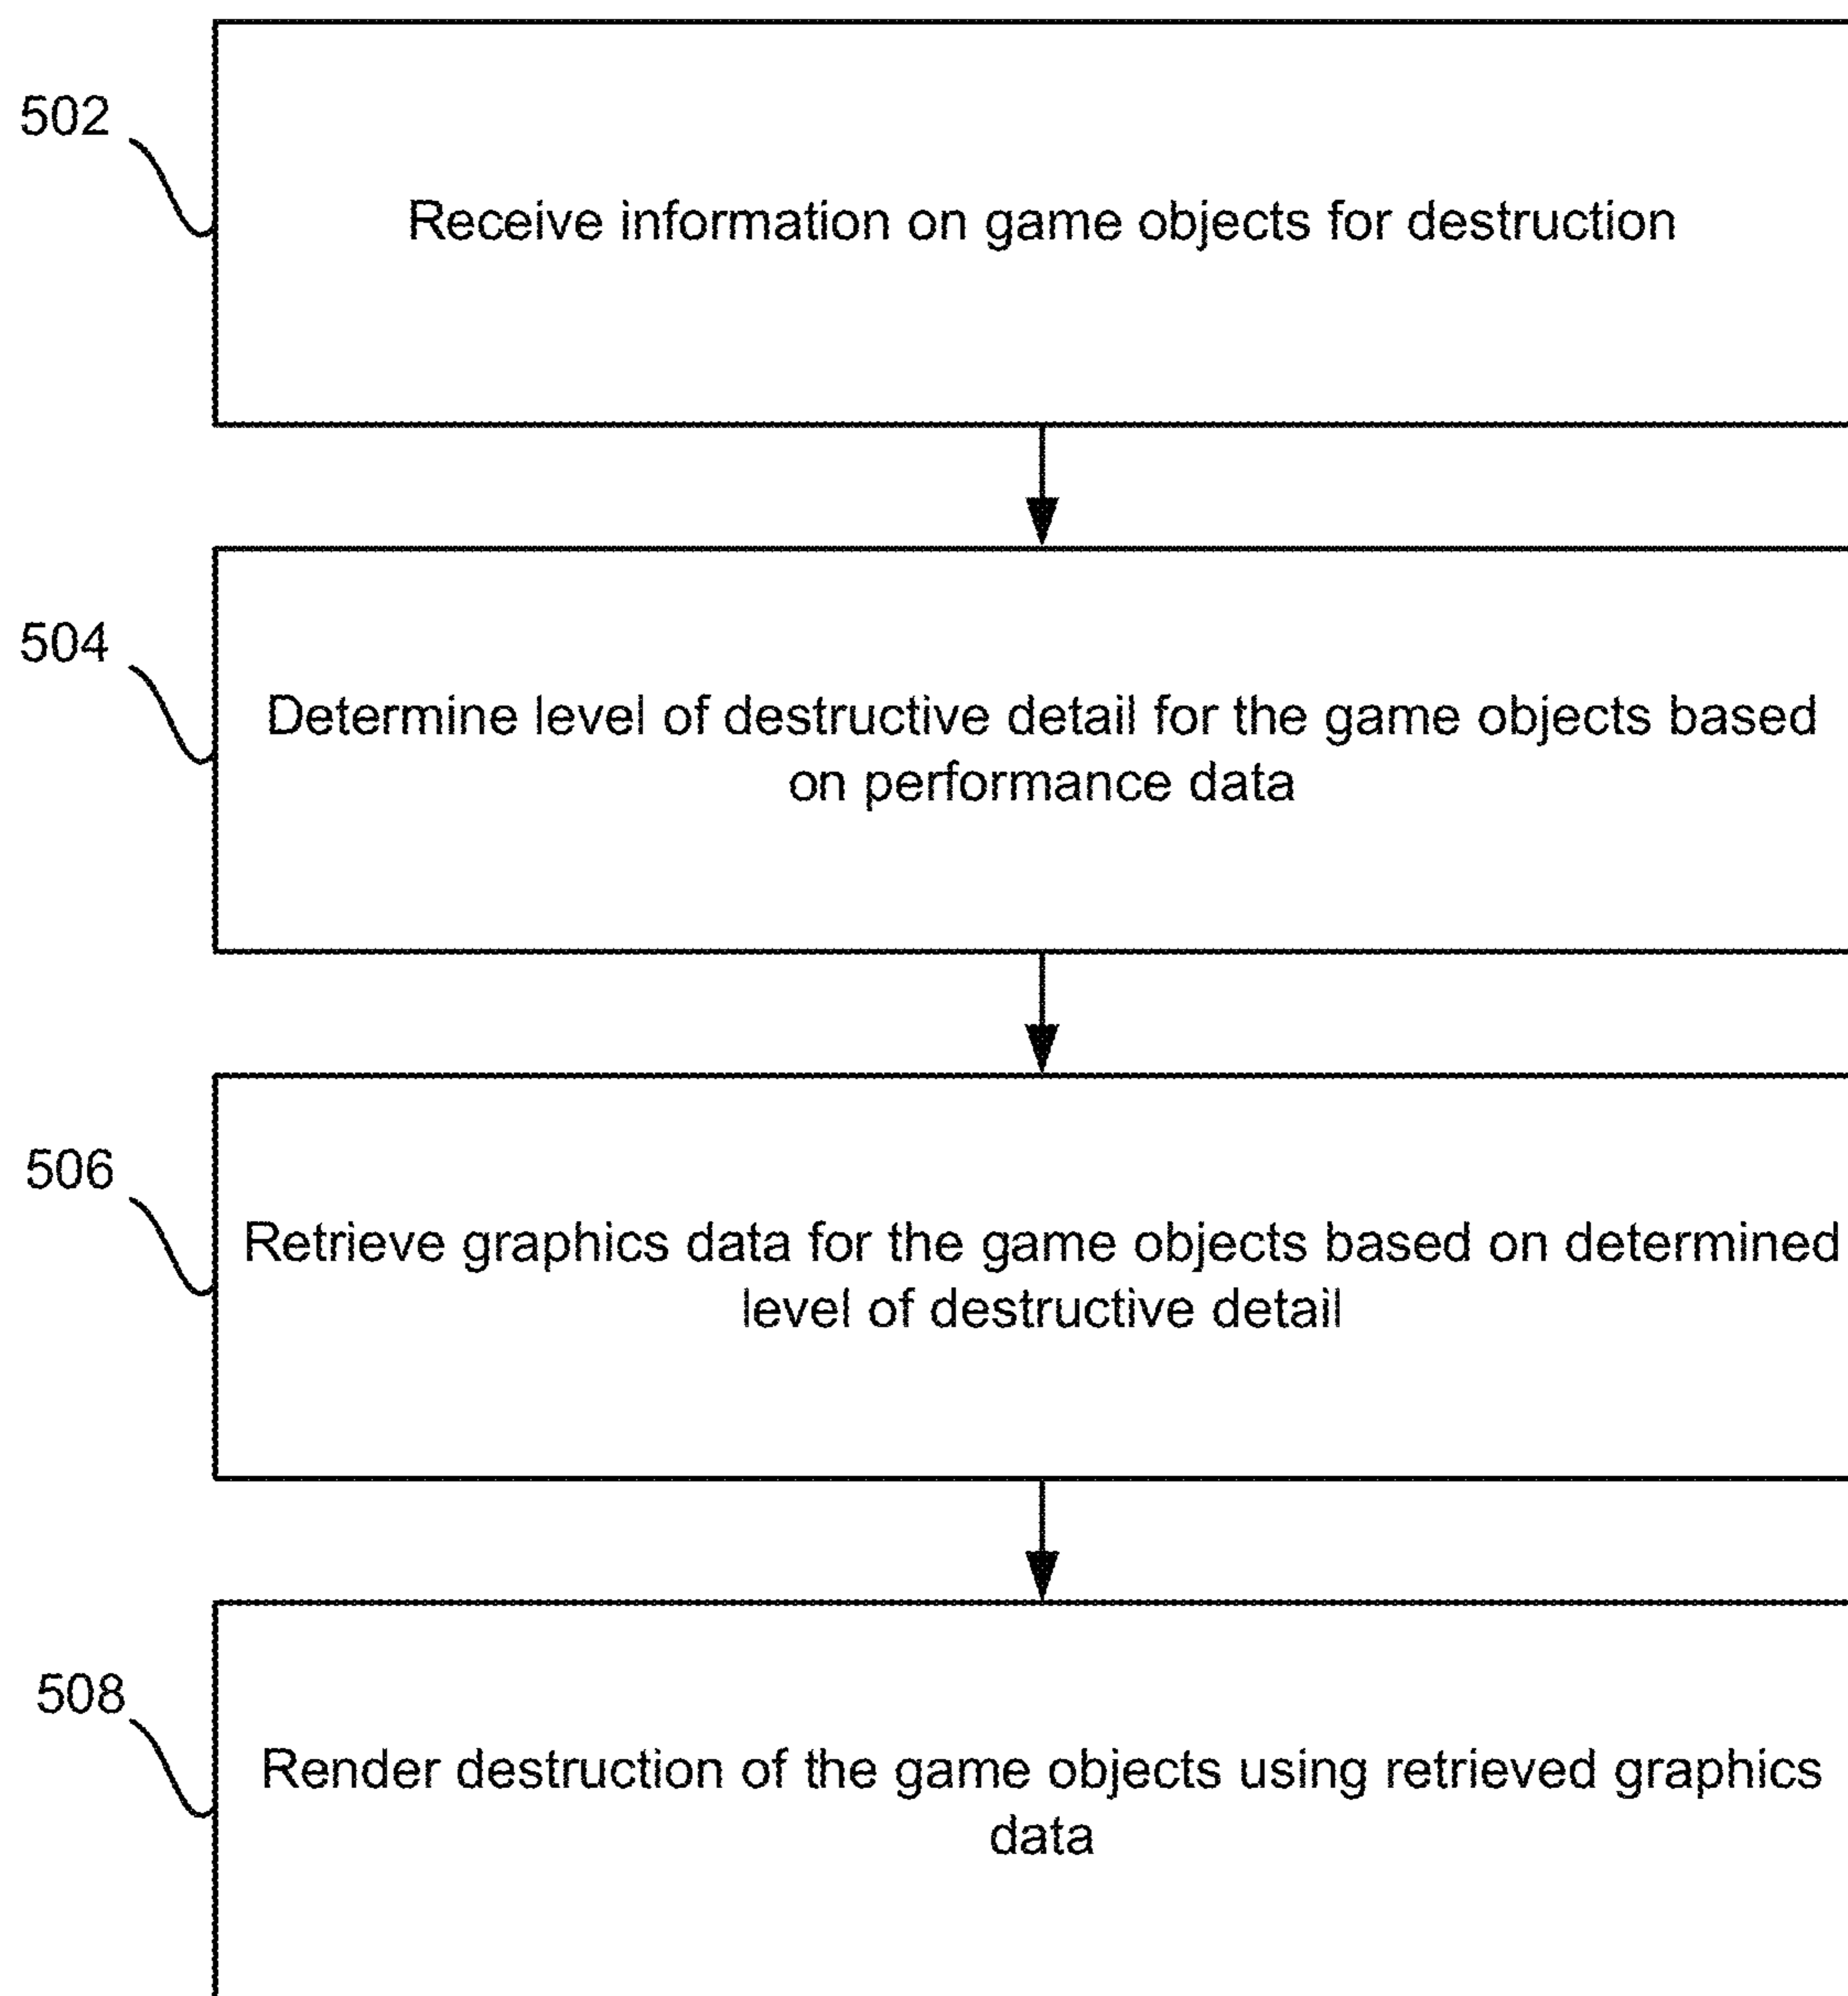 502
Receive information on game objects for destruction
504
Determine level of destructive detail for the game objects based
on performance data
506
Retrieve graphics data for the game objects based on determined
level of destructive detail
508
Render destruction of the game objects using retrieved graphics
data